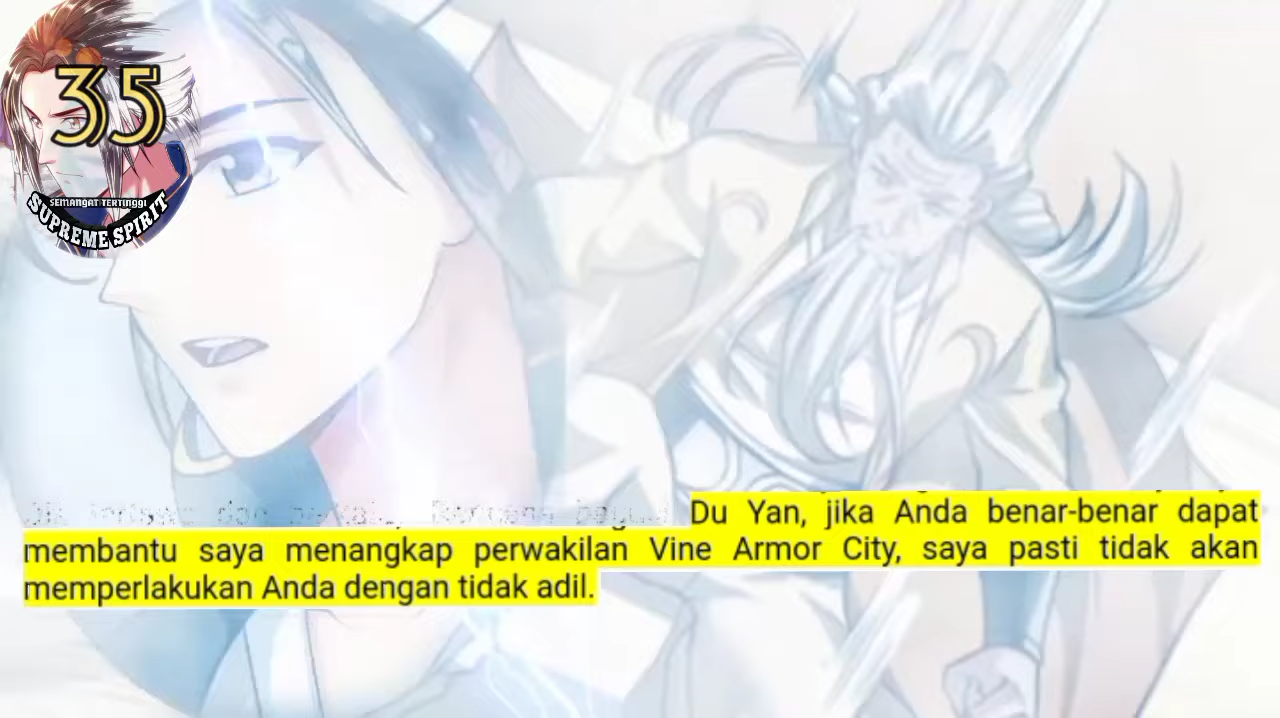 35
SEMANGAT TERTINGGI
SUPREME SPIRIT
Du Yan, jika Anda benar-benar dapat
membantu saya menangkap perwakilan Vine Armor City, saya pasti tidak akan
memperlakukan Anda dengan tidak adil.